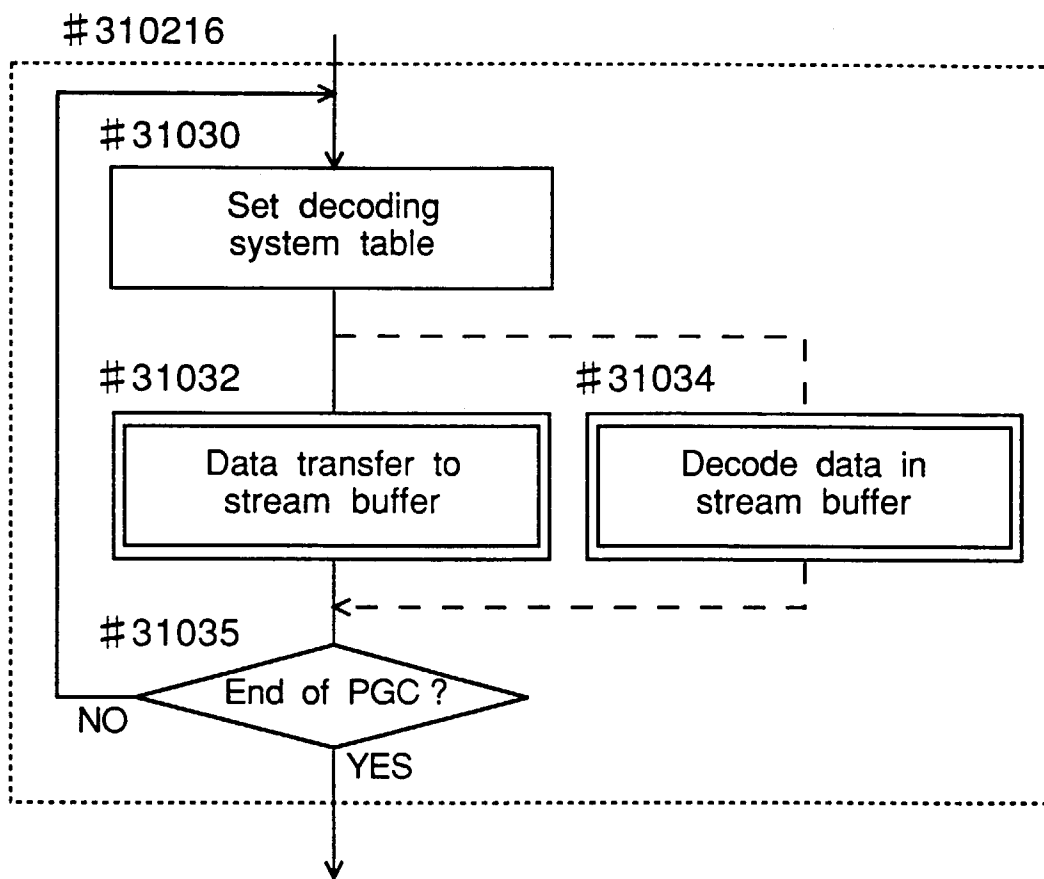 #310216
#31030
Set decoding
system table
#31032
#31034
Data transfer to
stream buffer
Decode data in
stream buffer
#31035
End of PGC?
NO
YES